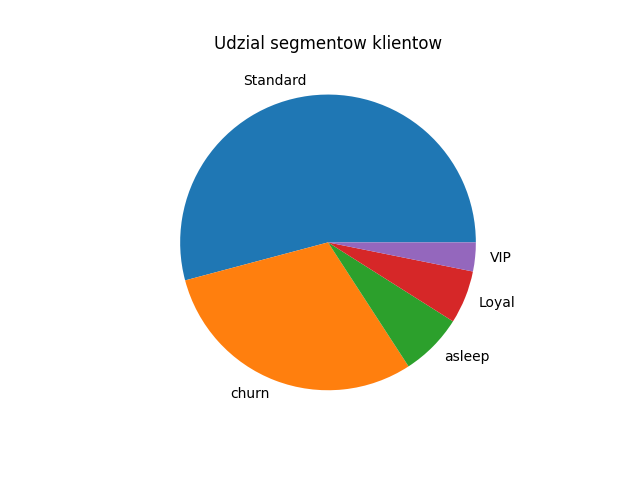 Udzial segmentow klientow
Standard
VIP
Loyal
asleep
churn